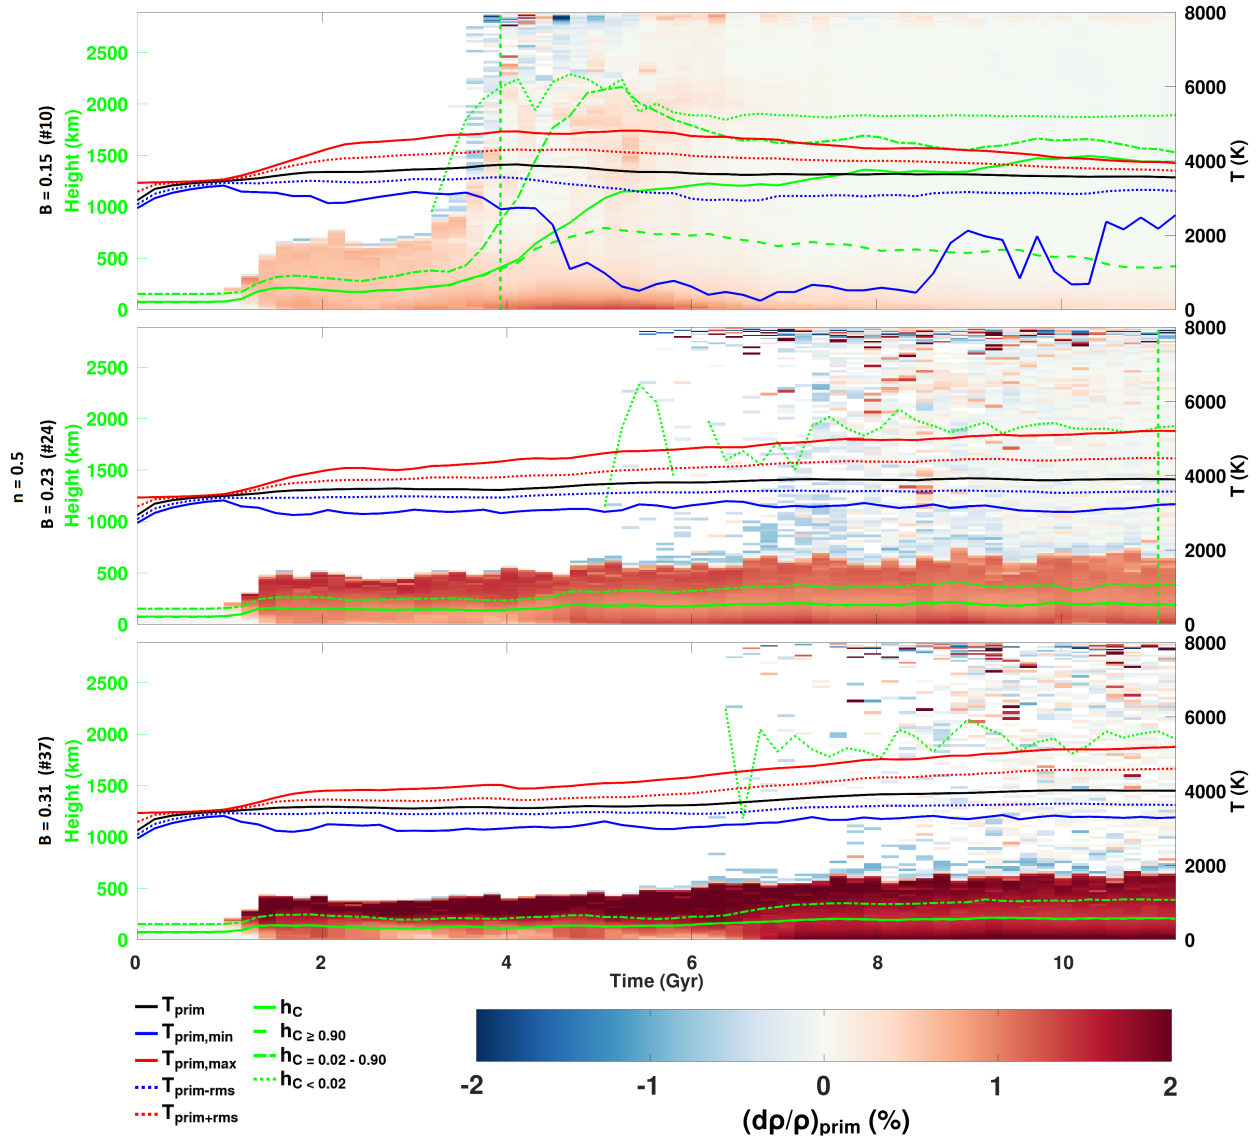 B = 0.15 (#10)
Height (km)
2500
2000
1500
1000
500
0
8000
6000
4000
2000
0
T (K)
n = 0.5
B = 0.23 (#24)
Height (km)
2500
2000
1500
1000
500
0
8000
6000
4000
2000
0
T (K)
B = 0.31 (#37)
Height (km)
2500
2000
1500
1000
500
0
8000
6000
4000
2000
0
T (K)
0 2 4 6 8 10
Time (Gyr)
Tprim
Tprim,min
Tprim,max
Tprim-rms
Tprim+rms
hC
hC ≥ 0.90
hC = 0.02 - 0.90
hC < 0.02
-2 -1 0 1 2
(dρ/ρ)prim (%)